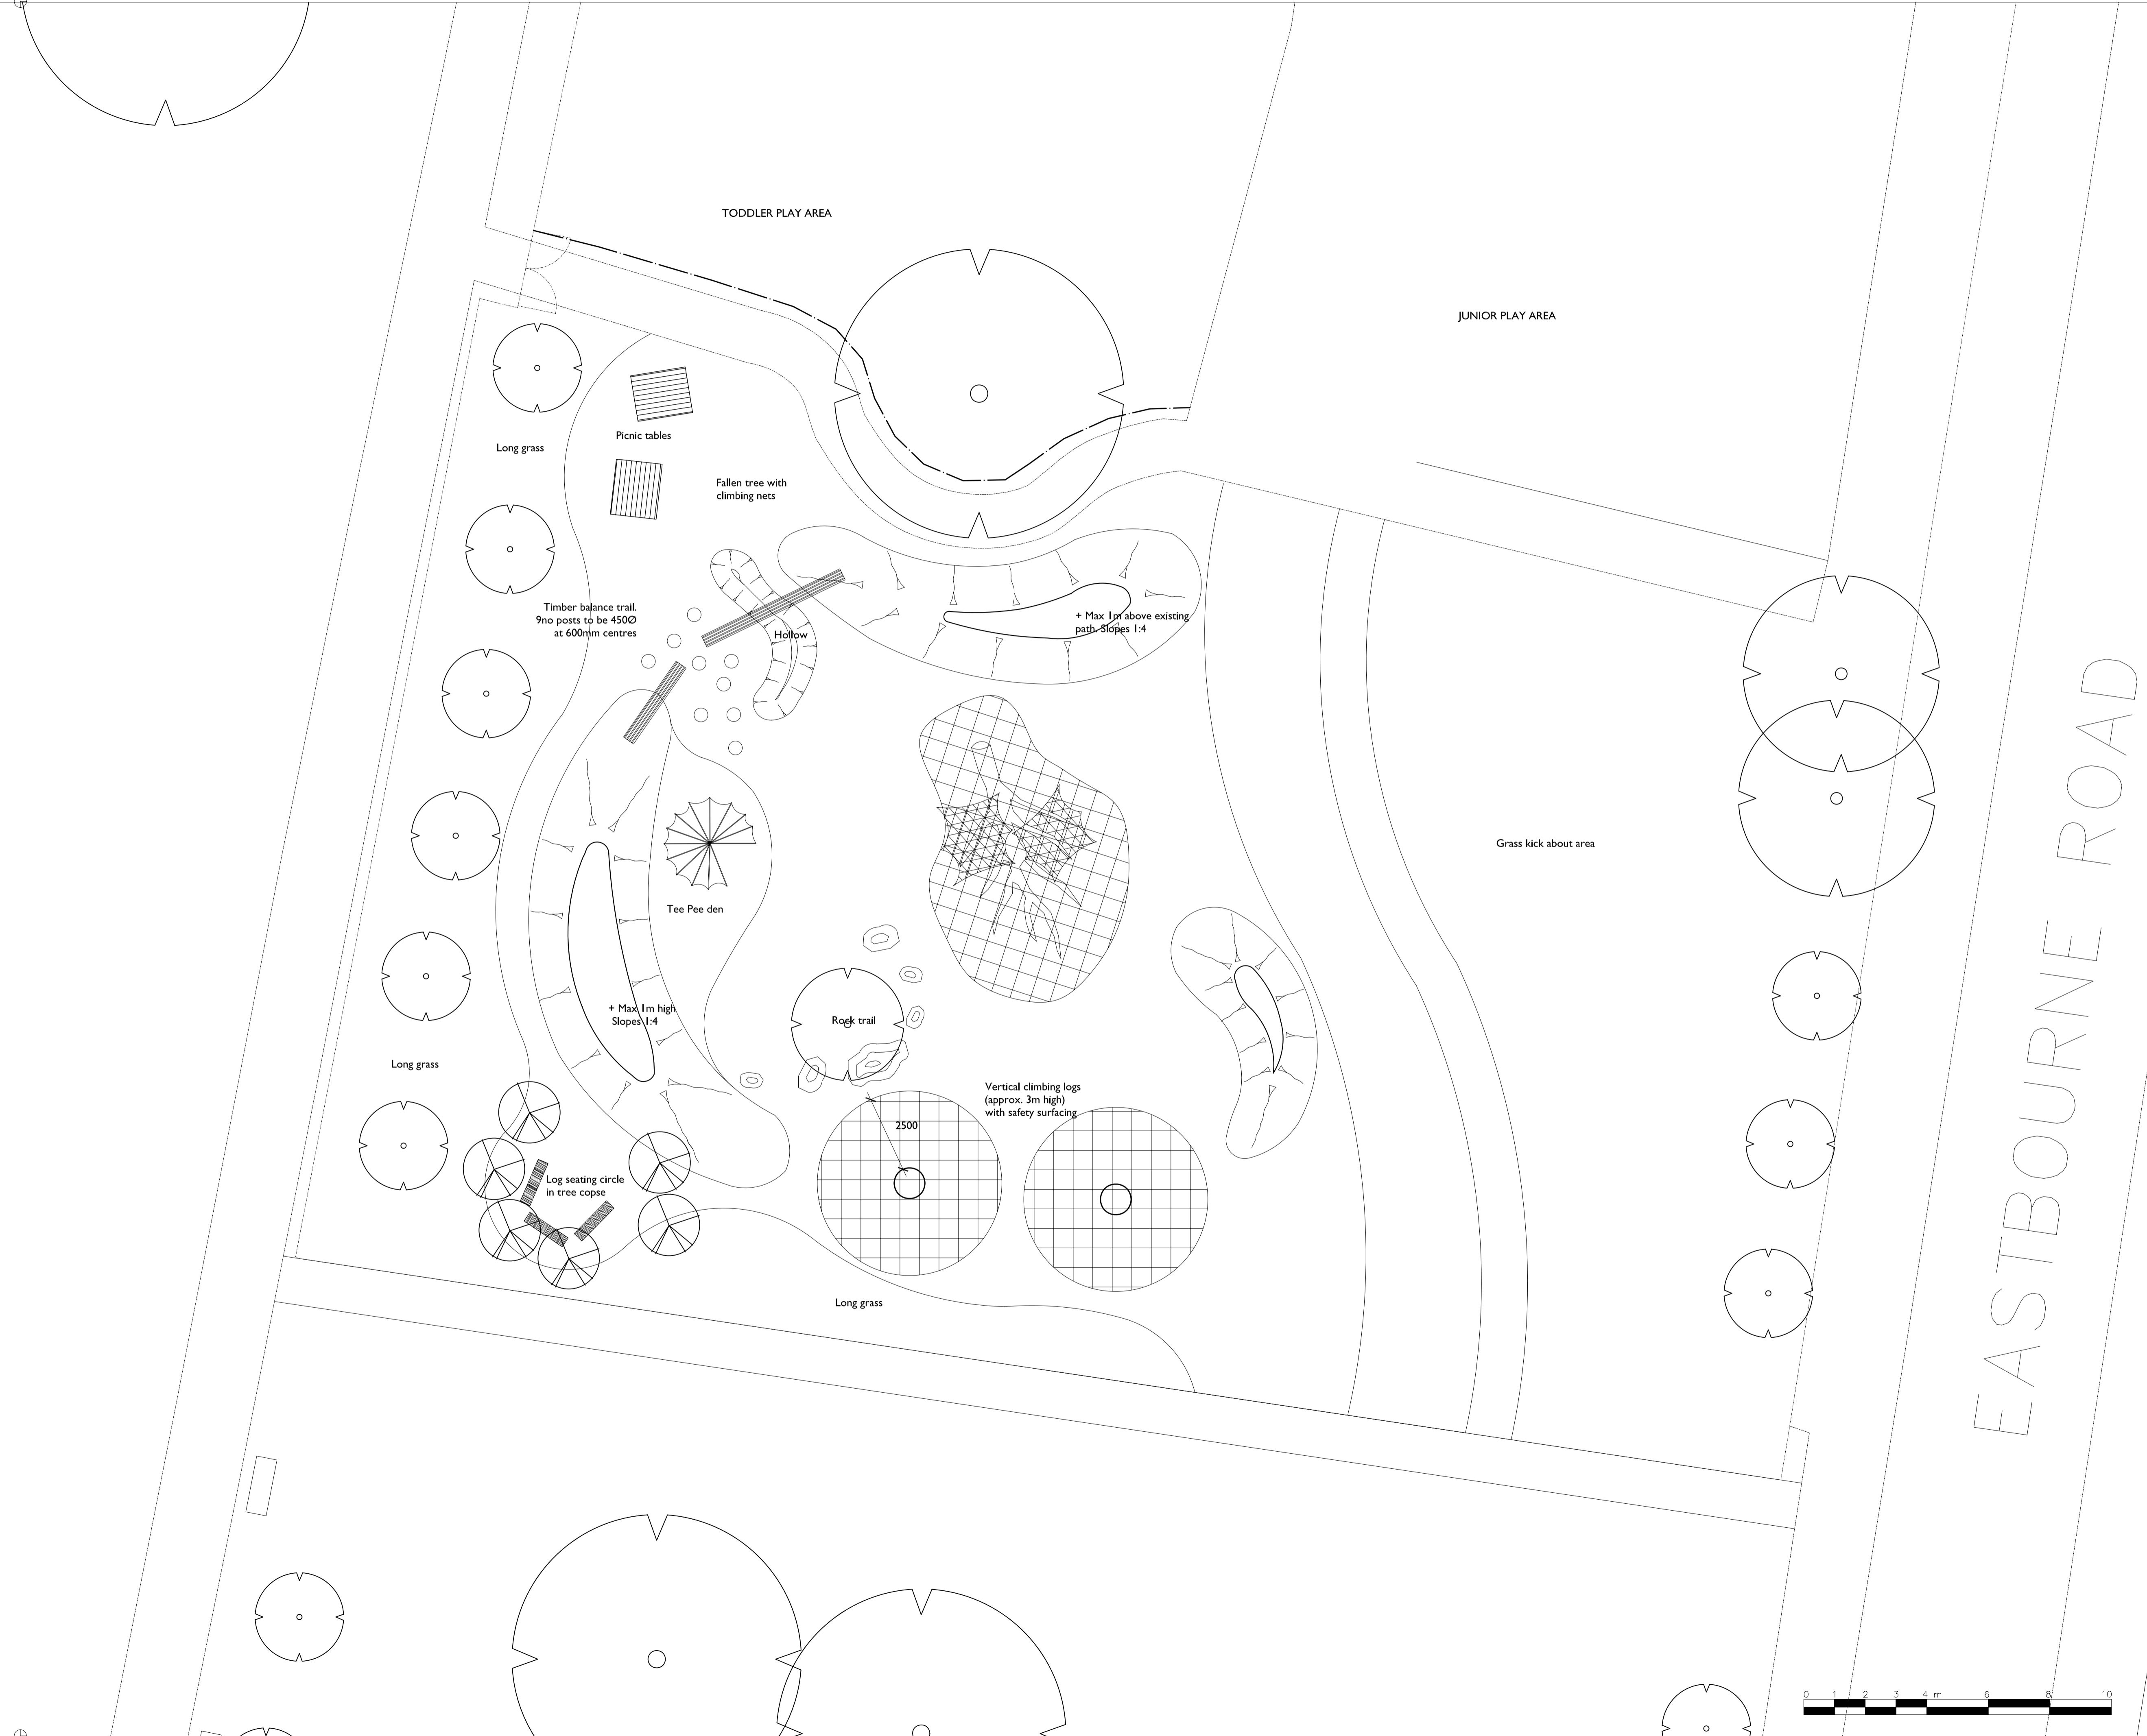 TODDLER PLAY AREA
JUNIOR PLAY AREA
Picnic tables
Long grass
Fallen tree with
climbing nets
Timber balance trail.
9no posts to be 450Ø
at 600mm centres
Hollow
+ Max 1m above existing
path. Slopes 1:4
EASTBOURNE ROAD
Grass kick about area
Tee Pee den
+ Max 1m high
Slopes 1:4
Rock trail
Long grass
Vertical climbing logs
(approx. 3m high)
with safety surfacing
2500
Log seating circle
in tree copse
Long grass
0 1 2 3 4 m 6 8 10